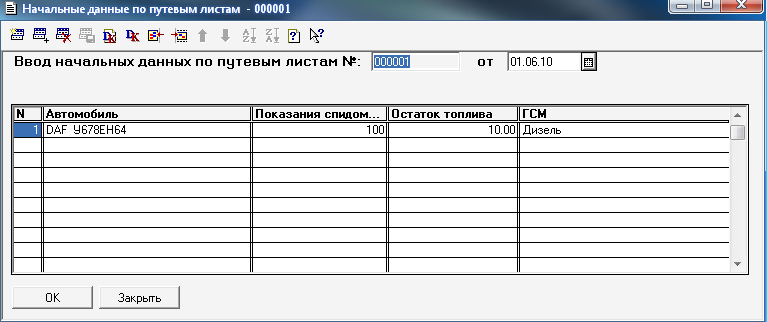 Начальные данные по путевым листам - 000001
Ввод начальных данных по путевым листам №: 000001 от 01.06.10
N Автомобиль Показания спидом... Остаток топлива ГСМ
1 DAF У678ЕН64 100 10.00 Дизель
OK Закрыть